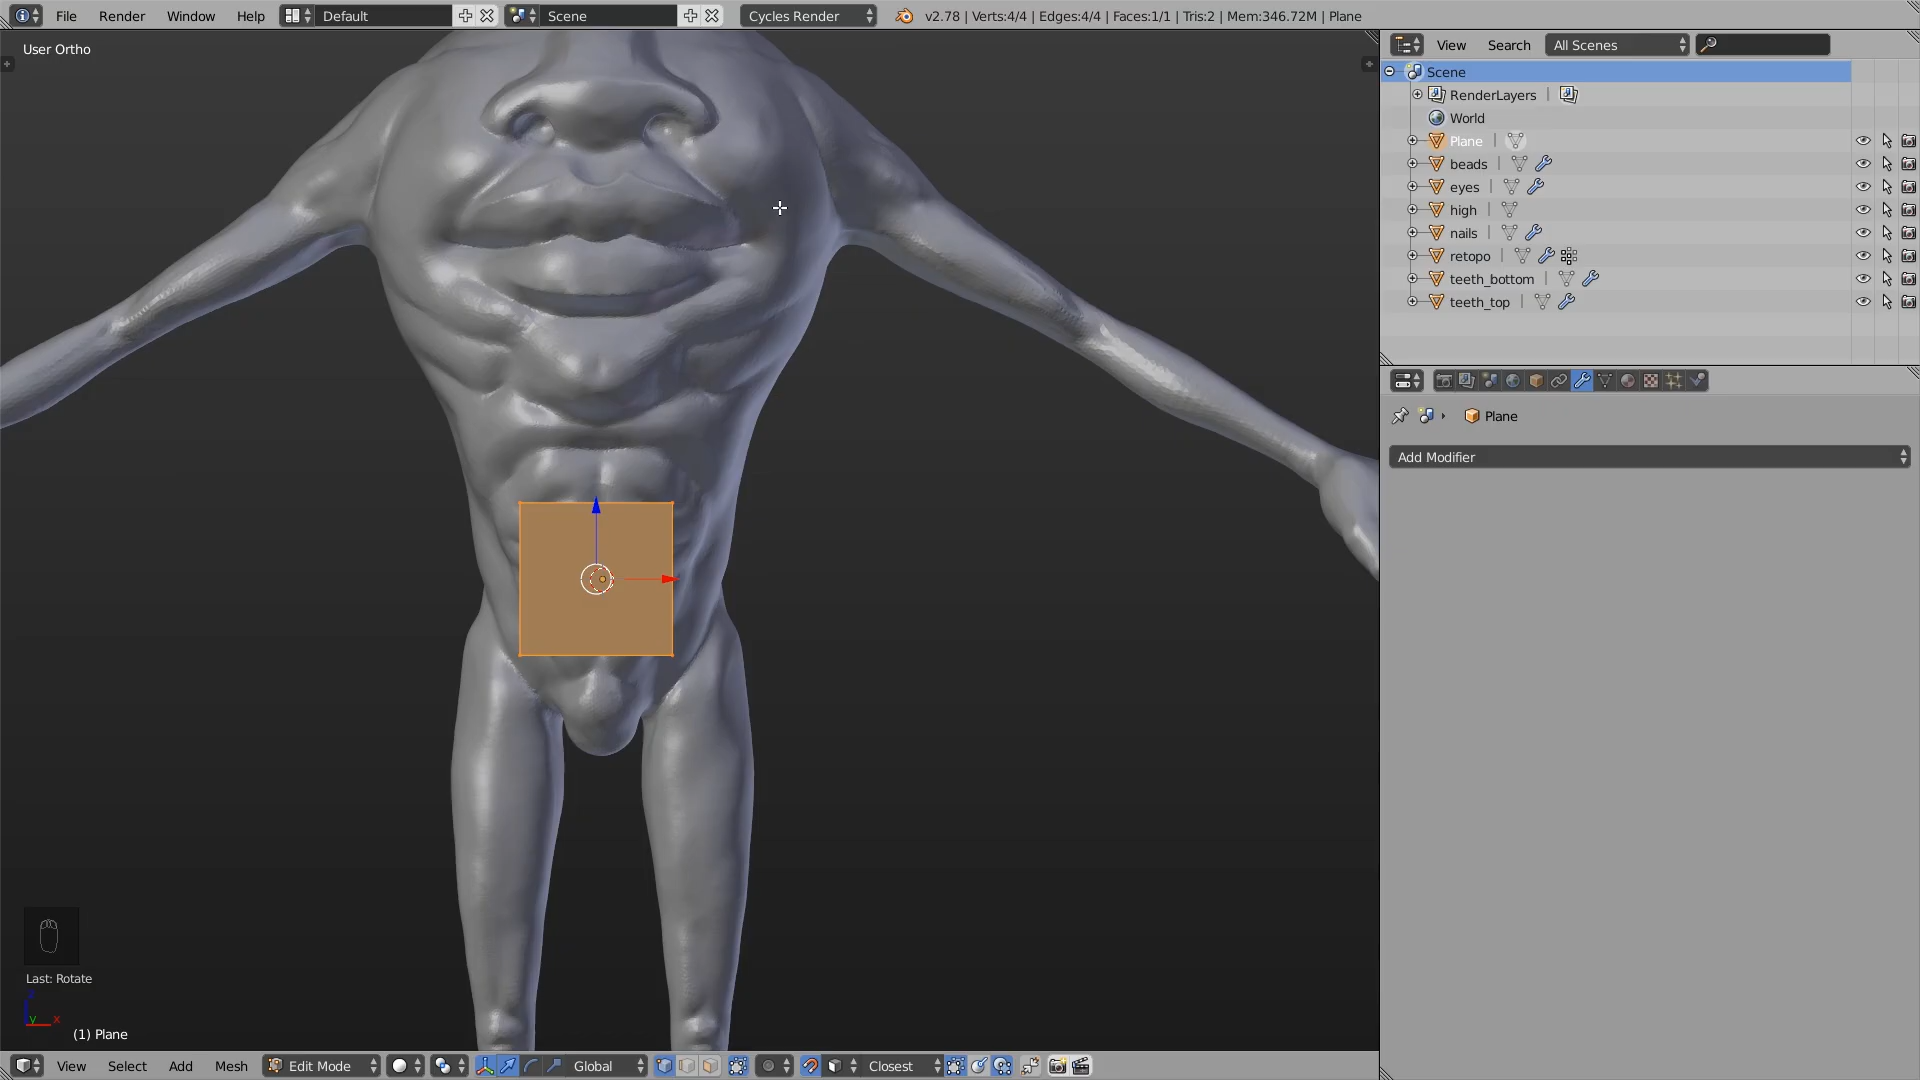 File Render Window Help Default Scene Cycles Render v2.78 | Verts:4/4 | Edges:4/4 | Faces:1/1 | Tris:2 | Mem:346.72M | Plane
User Ortho
View Search All Scenes
Scene
RenderLayers
World
Plane
beads
eyes
high
nails
retopo
teeth_bottom
teeth_top
Plane
Add Modifier
Last: Rotate
z
y x
(1) Plane
View Select Add Mesh Edit Mode Global Closest